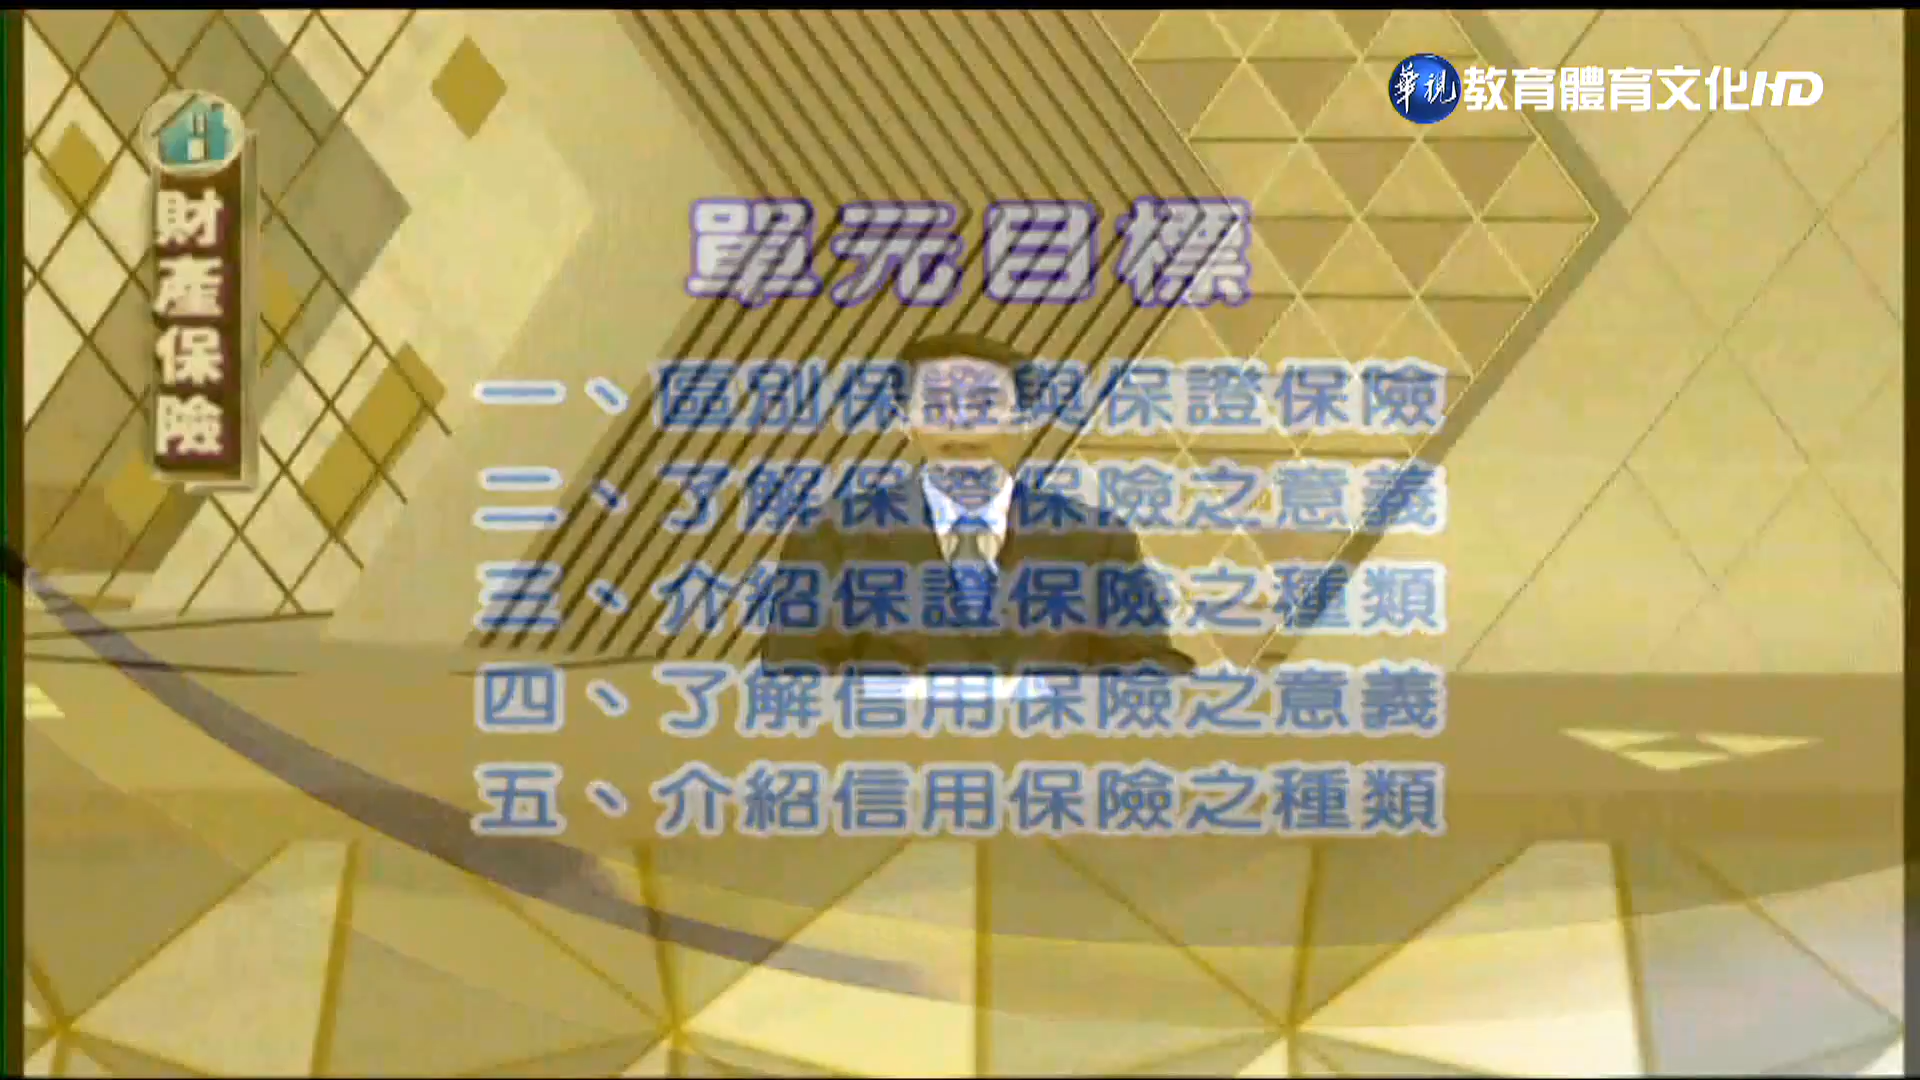 華視 教育體育文化HD
財產保險
單元目標
一、區別保證與保證保險
二、了解保證保險之意義
三、介紹保證保險之種類
四、了解信用保險之意義
五、介紹信用保險之種類